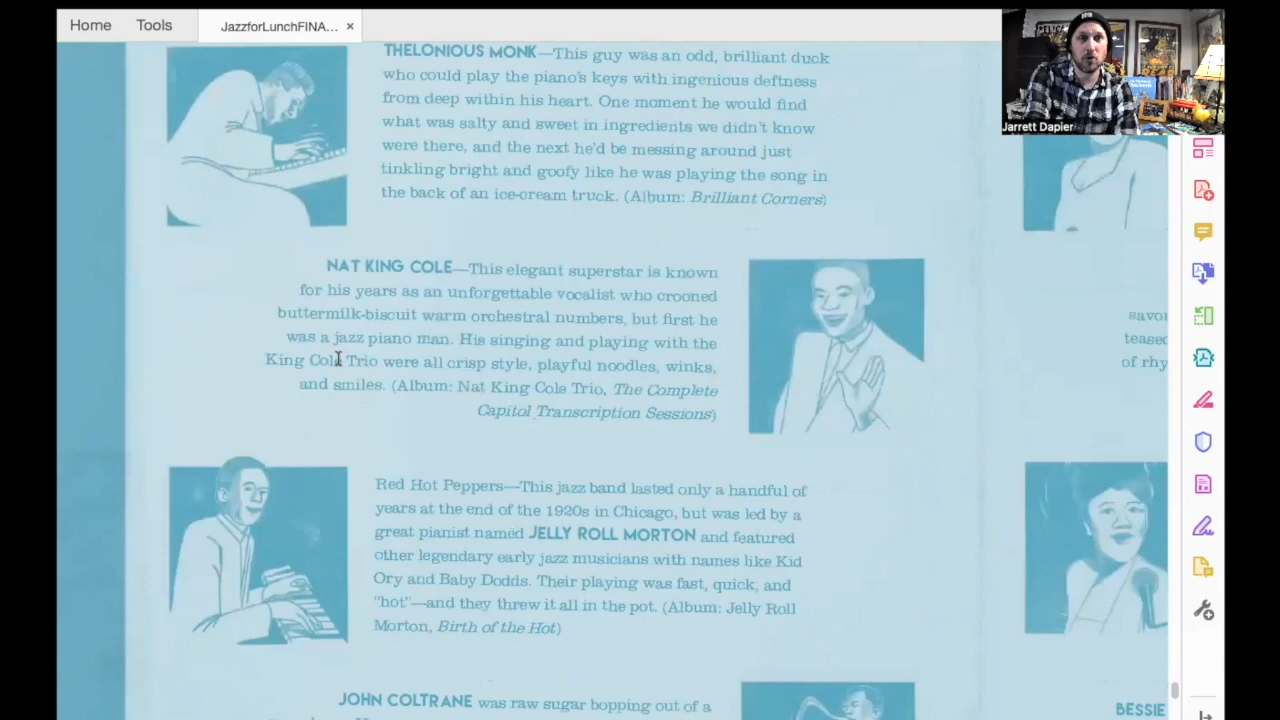 Home Tools JazzforLunchFINA... ×
THELONIOUS MONK—This guy was an odd, brilliant duck
who could play the piano's keys with ingenious deftness
from deep within his heart. One moment he would find
what was salty and sweet in ingredients we didn't know
were there, and the next he'd be messing around just
tinkling bright and goofy like he was playing the song in
the back of an ice-cream truck. (Album: Brilliant Corners)
Jarrett Dapier
NAT KING COLE—This elegant superstar is known
for his years as an unforgettable vocalist who crooned
buttermilk-biscuit warm orchestral numbers, but first he
was a jazz piano man. His singing and playing with the
King Cole Trio were all crisp style, playful noodles, winks,
and smiles. (Album: Nat King Cole Trio, The Complete
Capitol Transcription Sessions)
savo
teased
of rhy
Red Hot Peppers—This jazz band lasted only a handful of
years at the end of the 1920s in Chicago, but was led by a
great pianist named JELLY ROLL MORTON and featured
other legendary early jazz musicians with names like Kid
Ory and Baby Dodds. Their playing was fast, quick, and
"hot"—and they threw it all in the pot. (Album: Jelly Roll
Morton, Birth of the Hot)
JOHN COLTRANE was raw sugar bopping out of a
BESSIE